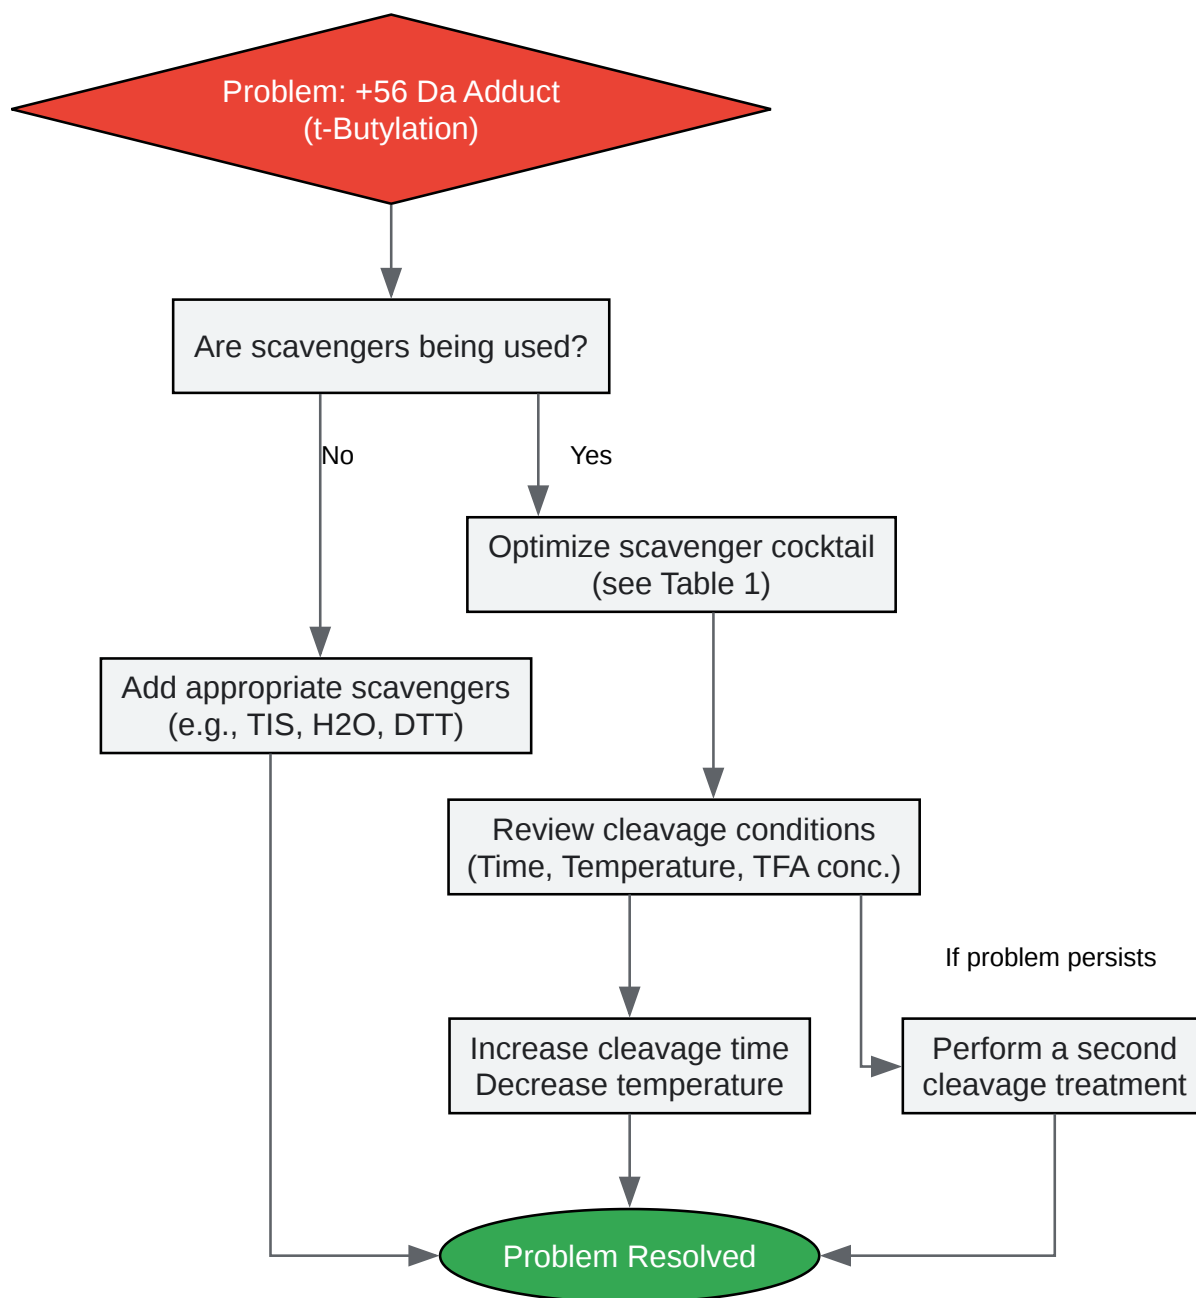 Problem: +56 Da Adduct
(t-Butylation)
Are scavengers being used?
No
Yes
Optimize scavenger cocktail
(see Table 1)
Add appropriate scavengers
(e.g., TIS, H2O, DTT)
Review cleavage conditions
(Time, Temperature, TFA conc.)
If problem persists
Increase cleavage time
Decrease temperature
Perform a second
cleavage treatment
Problem Resolved